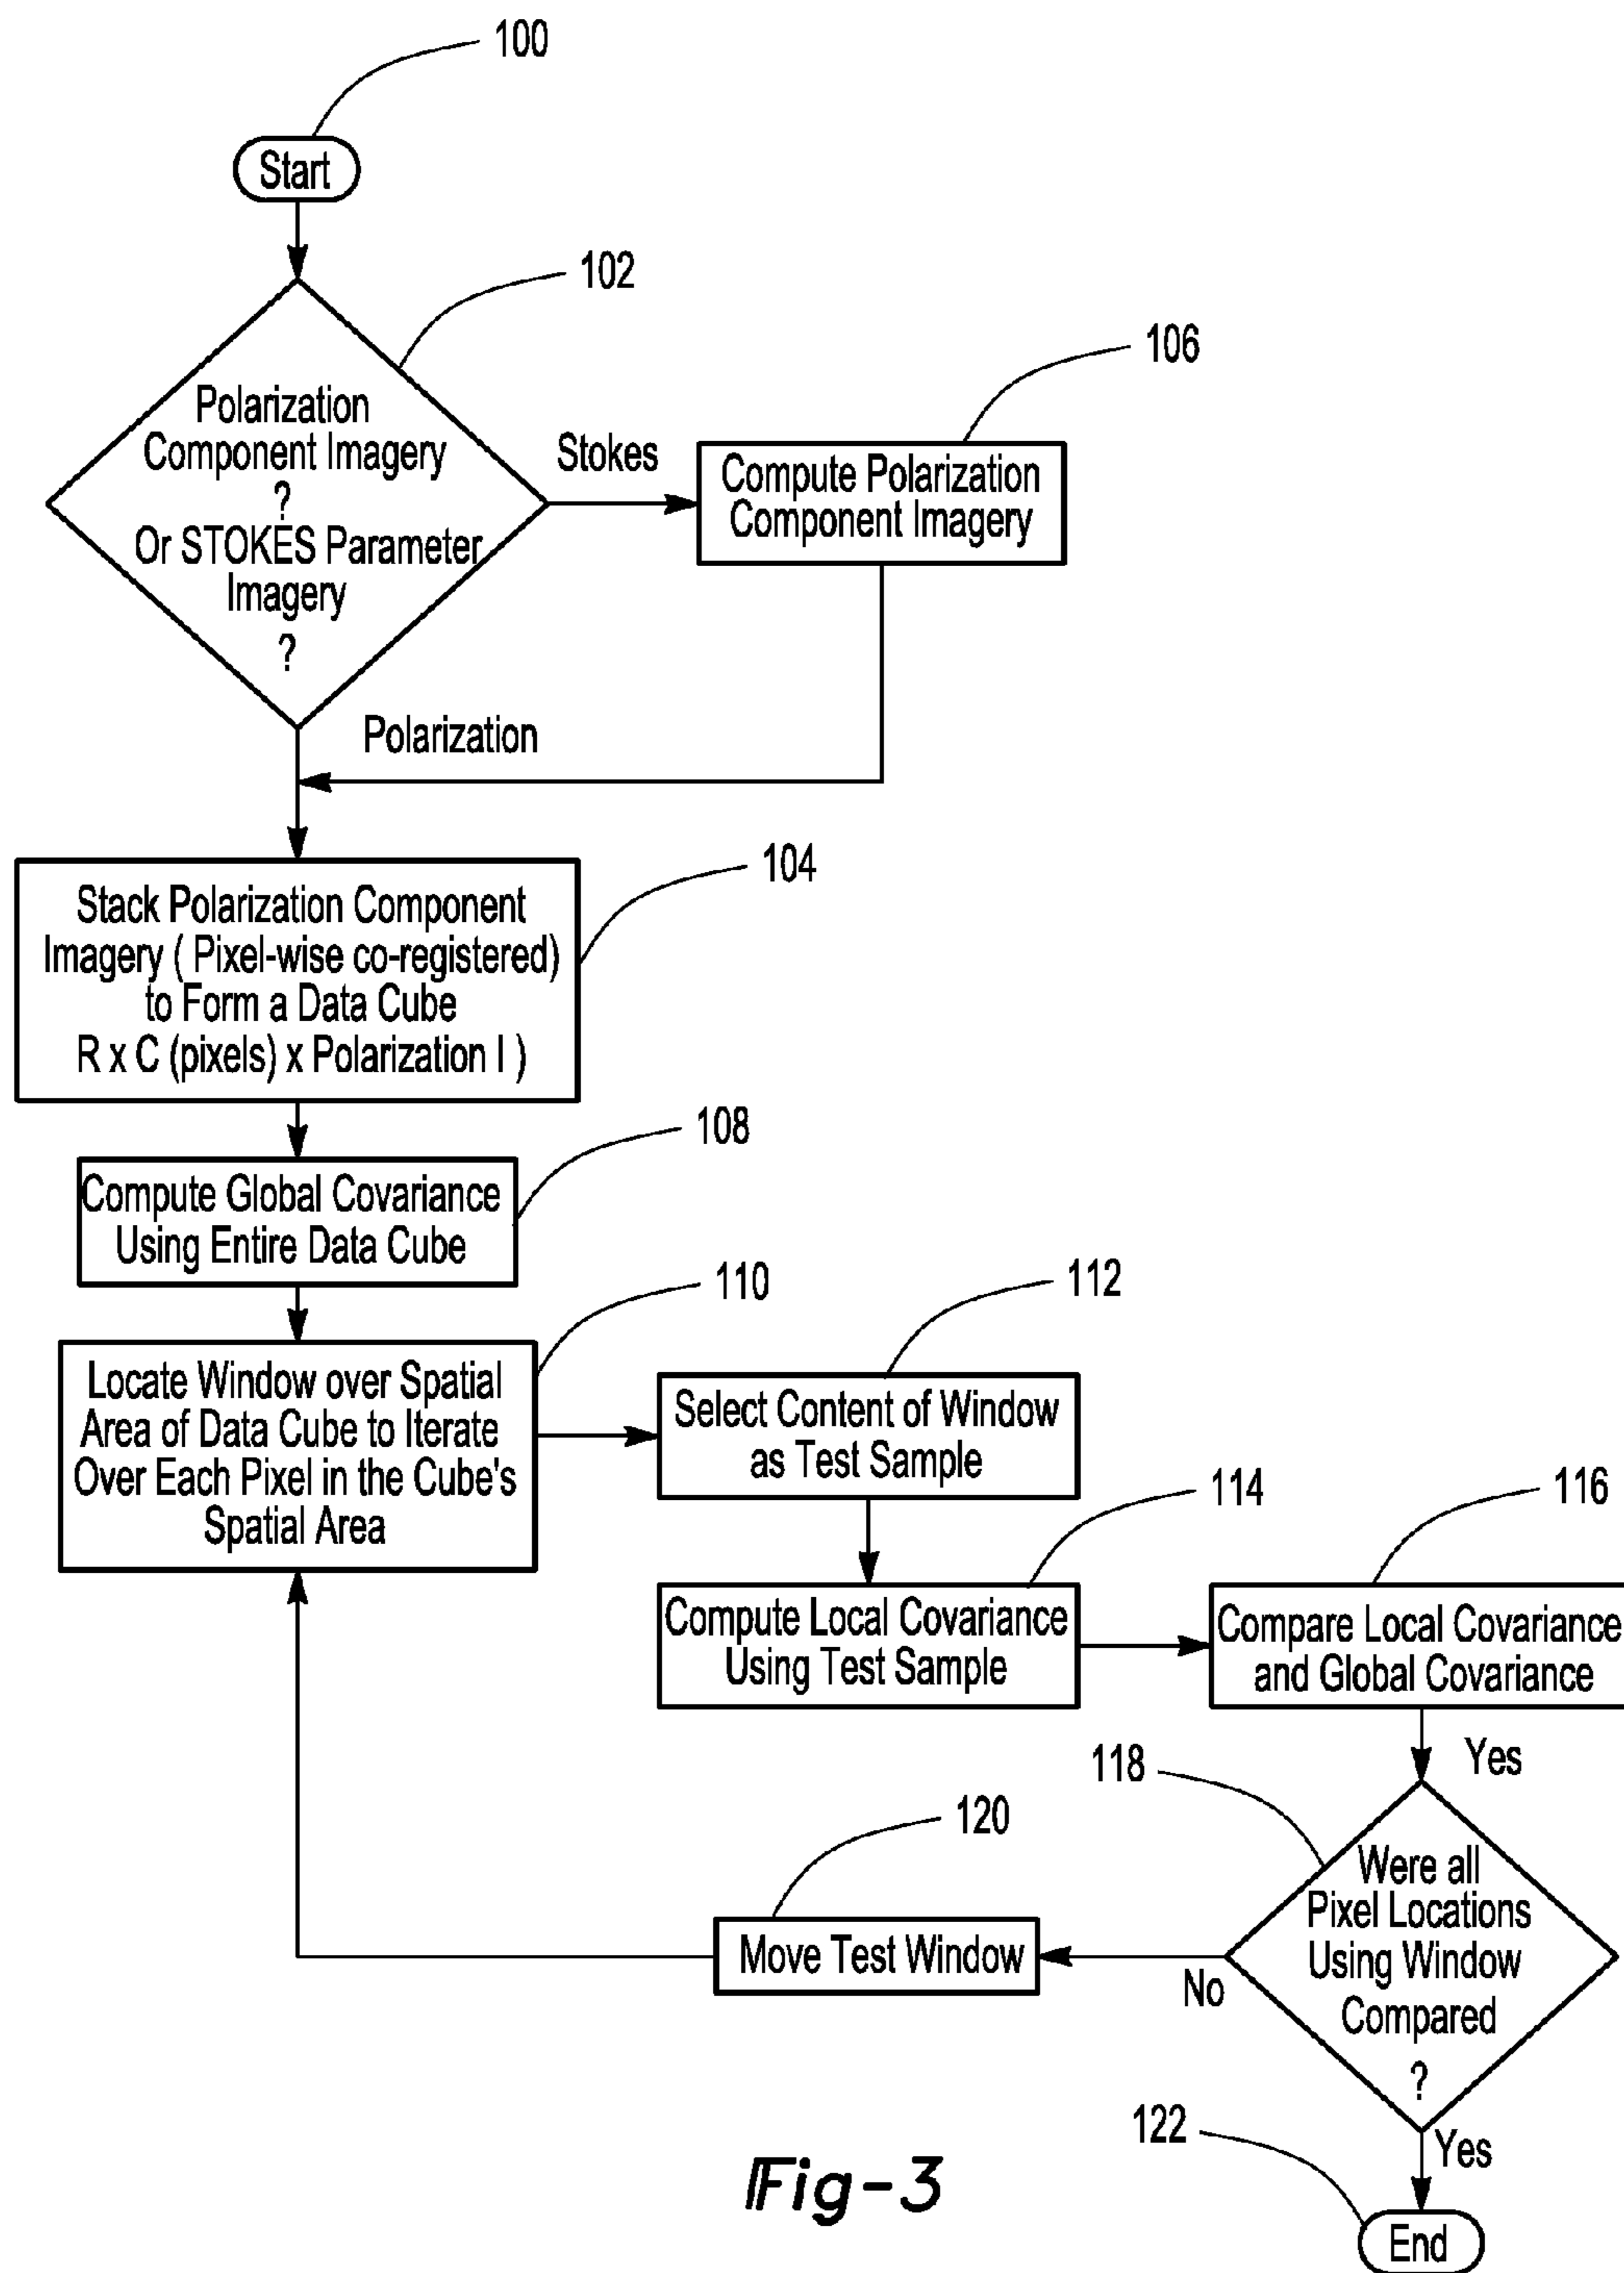 100
Start
102
Polarization
Component Imagery
?
Or STOKES Parameter
Imagery
?
Stokes
106
Compute Polarization
Component Imagery
Polarization
104
Stack Polarization Component
Imagery ( Pixel-wise co-registered)
to Form a Data Cube
R x C (pixels) x Polarization I )
108
Compute Global Covariance
Using Entire Data Cube
110
Locate Window over Spatial
Area of Data Cube to Iterate
Over Each Pixel in the Cube's
Spatial Area
112
Select Content of Window
as Test Sample
114
Compute Local Covariance
Using Test Sample
116
Compare Local Covariance
and Global Covariance
Yes
118
Were all
Pixel Locations
Using Window
Compared
?
No
120
Move Test Window
Yes
122
End
Fig-3